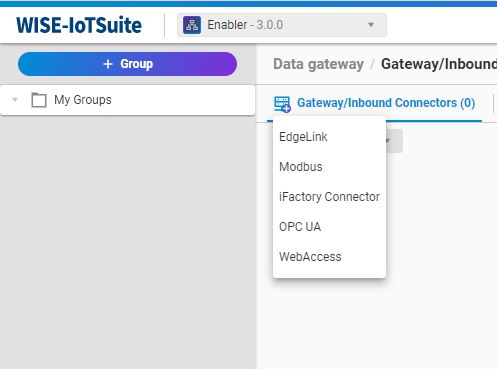 WISE-IoTSuite
Enabler - 3.0.0
+ Group
Data gateway / Gateway/Inbound
My Groups
Gateway/Inbound Connectors (0)
EdgeLink
Modbus
iFactory Connector
OPC UA
WebAccess